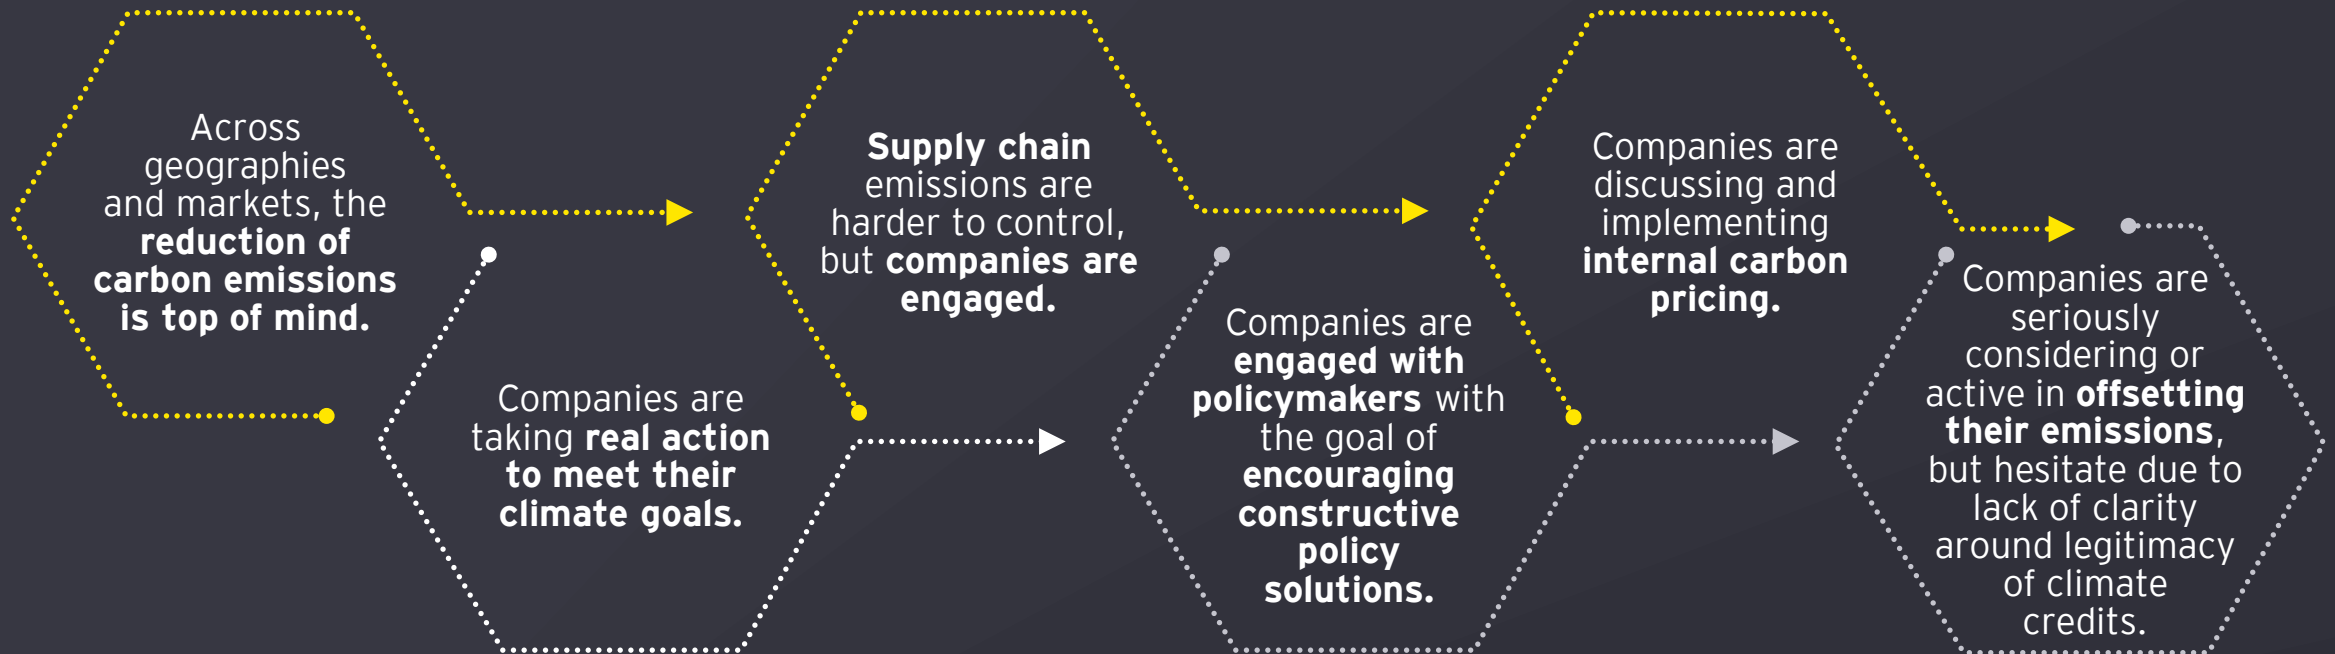 Across
geographies
and markets, the
reduction of
carbon emissions
is top of mind.
Companies are
taking real action
to meet their
climate goals.
Supply chain
emissions are
harder to control,
but companies are
engaged.
Companies are
engaged with
policymakers with
the goal of
encouraging
constructive
policy
solutions.
Companies are
discussing and
implementing
internal carbon
pricing.
Companies are
seriously
considering or
active in offsetting
their emissions,
but hesitate due to
lack of clarity
around legitimacy
of climate
credits.